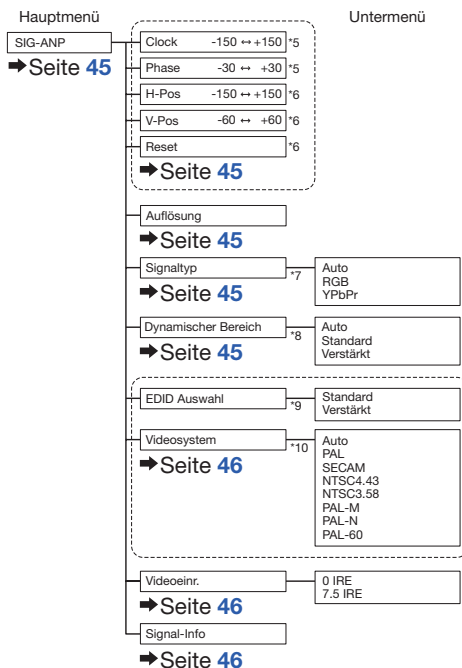 Hauptmenü Untermenü
SIG-ANP
➡Seite 45
Clock -150 ↔ +150 *5
Phase -30 ↔ +30 *5
H-Pos -150 ↔ +150 *6
V-Pos -60 ↔ +60 *6
Reset *6
➡Seite 45
Auflösung
➡Seite 45
Signaltyp *7
➡Seite 45
Auto
RGB
YPbPr
Dynamischer Bereich *8
➡Seite 45
Auto
Standard
Verstärkt
EDID Auswahl *9
Standard
Verstärkt
Videosystem *10
➡Seite 46
Auto
PAL
SECAM
NTSC4.43
NTSC3.58
PAL-M
PAL-N
PAL-60
Videoeinr.
➡Seite 46
0 IRE
7.5 IRE
Signal-Info
➡Seite 46